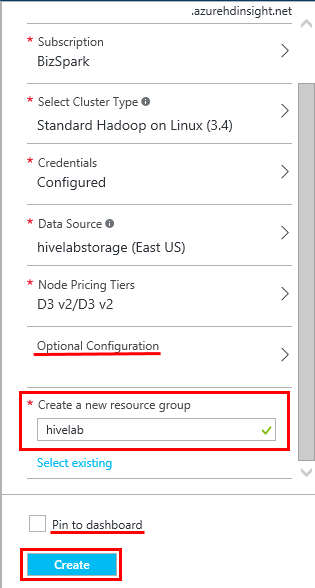 .azurehdinsight.net
* Subscription
BizSpark
* Select Cluster Type
Standard Hadoop on Linux (3.4)
* Credentials
Configured
* Data Source
hivelabstorage (East US)
* Node Pricing Tiers
D3 v2/D3 v2
Optional Configuration
* Create a new resource group
hivelab
Select existing
Pin to dashboard
Create